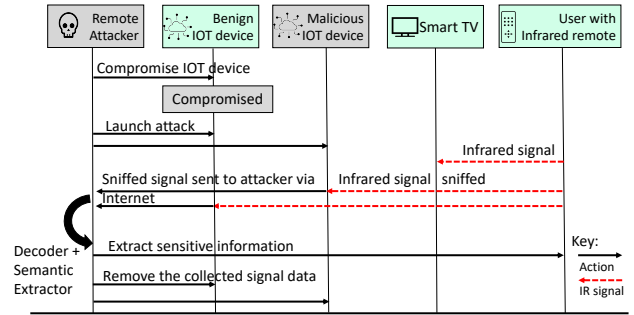 Remote
Attacker
Benign
IOT device
Malicious
IOT device
Smart TV
User with
Infrared remote
Compromise IOT device
Compromised
Launch attack
Infrared signal
Sniffed signal sent to attacker via
Infrared signal sniffed
Internet
Decoder +
Semantic
Extractor
Extract sensitive information
Key:
Action
IR signal
Remove the collected signal data